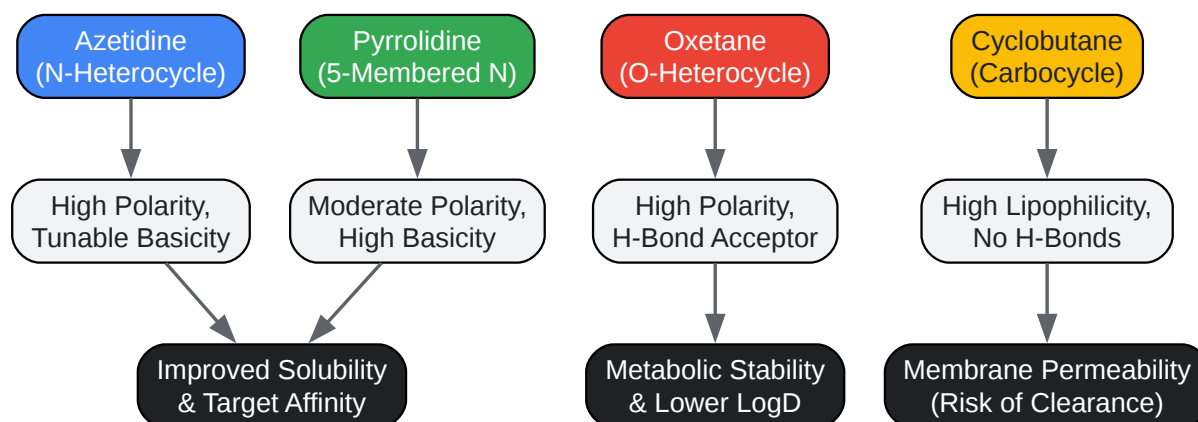 Azetidine
(N-Heterocycle)
Pyrrolidine
(5-Membered N)
Oxetane
(O-Heterocycle)
Cyclobutane
(Carbocycle)
High Polarity,
Tunable Basicity
Moderate Polarity,
High Basicity
High Polarity,
H-Bond Acceptor
High Lipophilicity,
No H-Bonds
Improved Solubility
& Target Affinity
Metabolic Stability
& Lower LogD
Membrane Permeability
(Risk of Clearance)